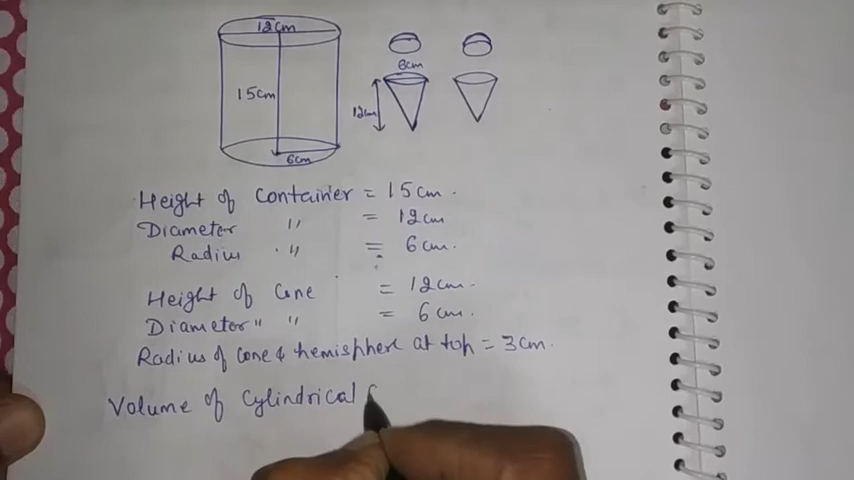 12cm
15cm
6cm
6cm
12cm
Height of container = 15cm.
Diameter " = 12cm
Radius " = 6cm.
Height of Cone = 12cm.
Diameter " " = 6cm.
Radius of cone & hemisphere at top = 3cm.
Volume of Cylindrical